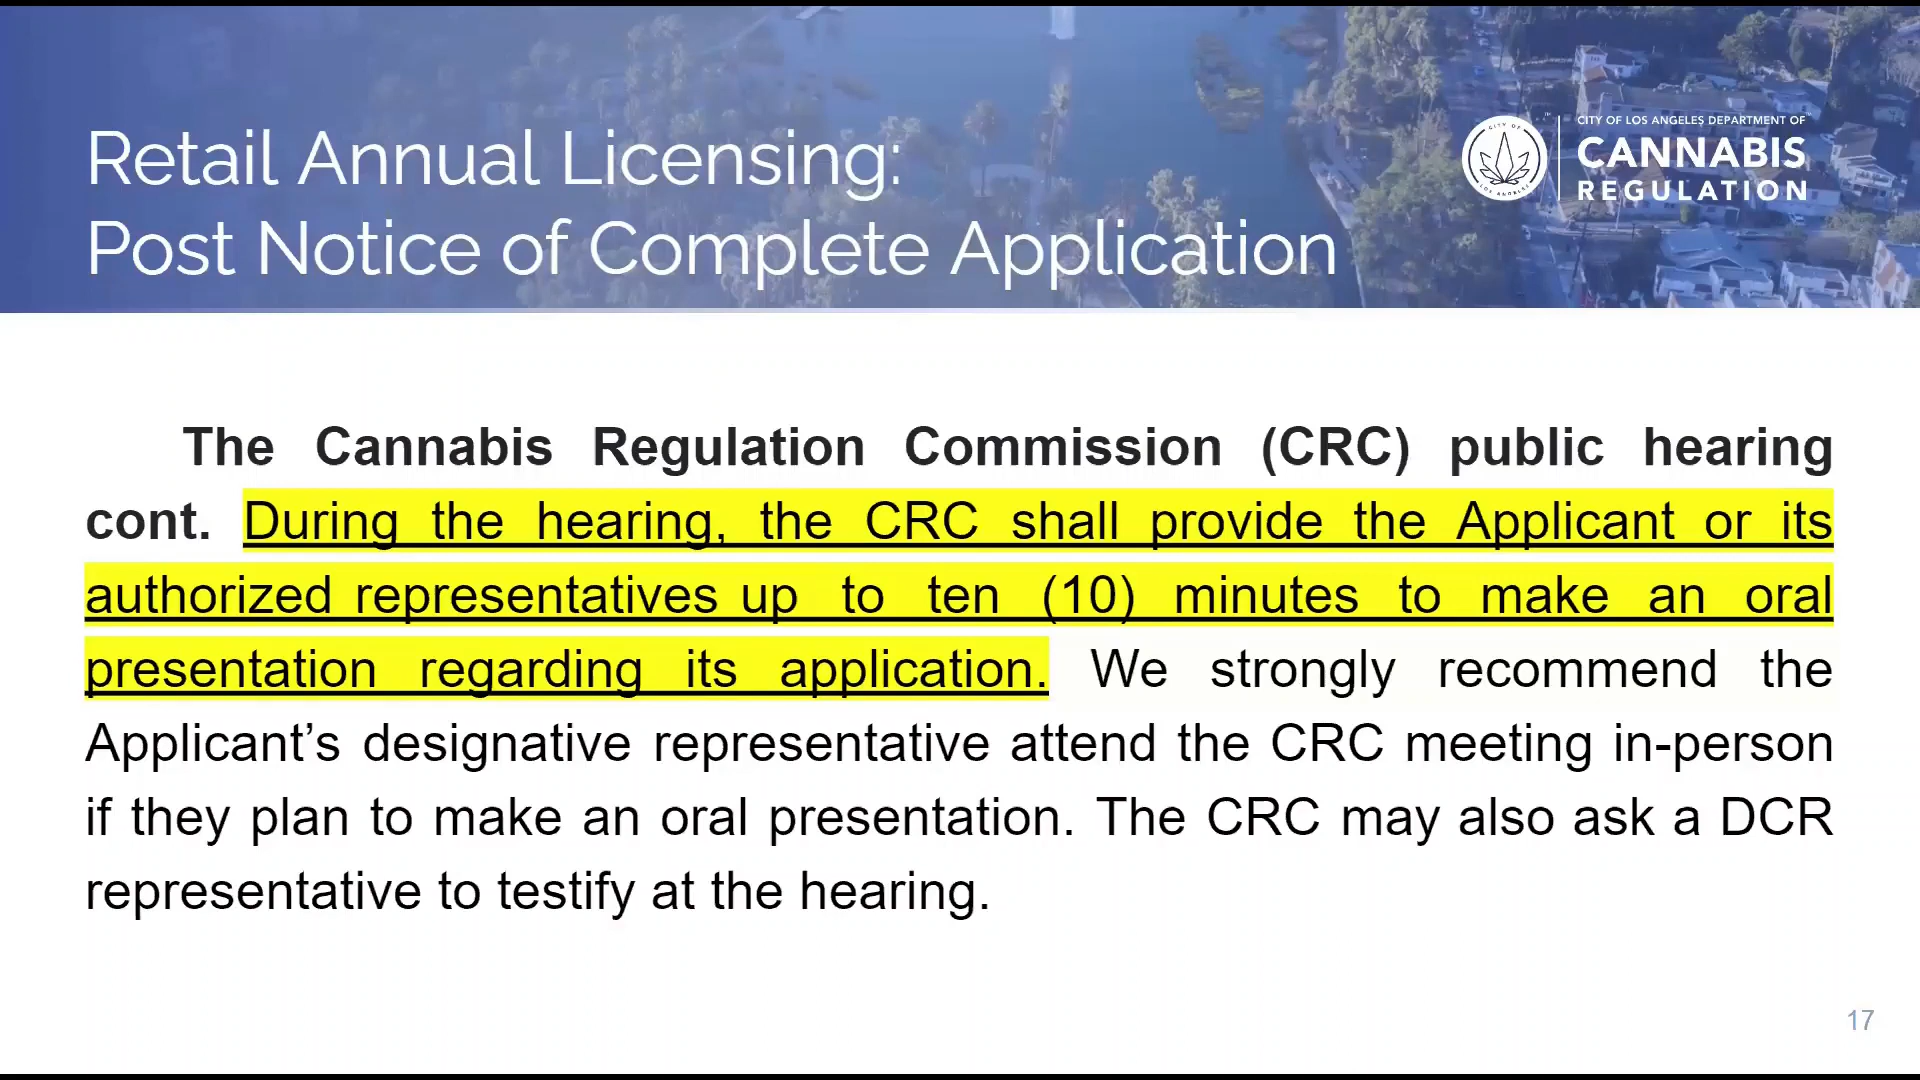 Retail Annual Licensing:
Post Notice of Complete Application
CITY OF
LOS ANGELES
CITY OF LOS ANGELES DEPARTMENT OF
CANNABIS
REGULATION
The Cannabis Regulation Commission (CRC) public hearing
cont. During the hearing, the CRC shall provide the Applicant or its
authorized representatives up to ten (10) minutes to make an oral
presentation regarding its application. We strongly recommend the
Applicant’s designative representative attend the CRC meeting in-person
if they plan to make an oral presentation. The CRC may also ask a DCR
representative to testify at the hearing.
17